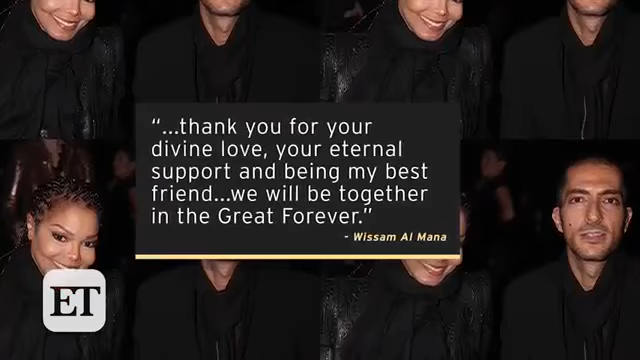 “...thank you for your
divine love, your eternal
support and being my best
friend...we will be together
in the Great Forever.”
- Wissam Al Mana
ET